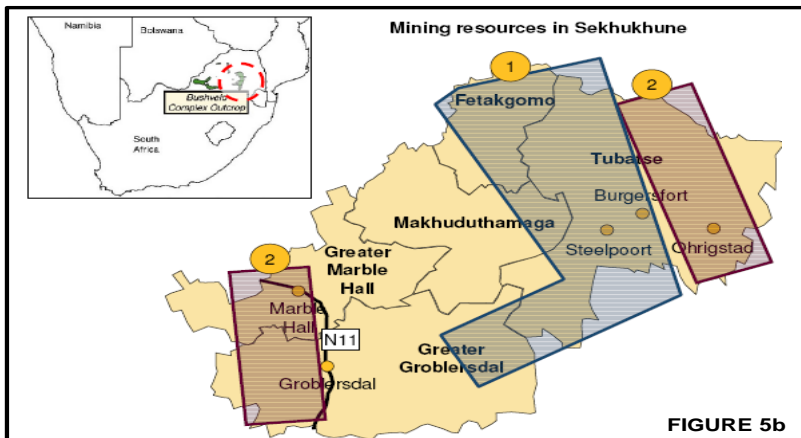 Mining resources in Sekhukhune
Namibia
Botswana
Bushveld
Complex Outcrop
South
Africa
1
2
Fetakgomo
Tubatse
Burgersfort
Makhuduthamaga
Steelpoort
Ohrigstad
2
Greater
Marble
Hall
Marble
Hall
N11
Greater
Groblersdal
Groblersdal
FIGURE 5b